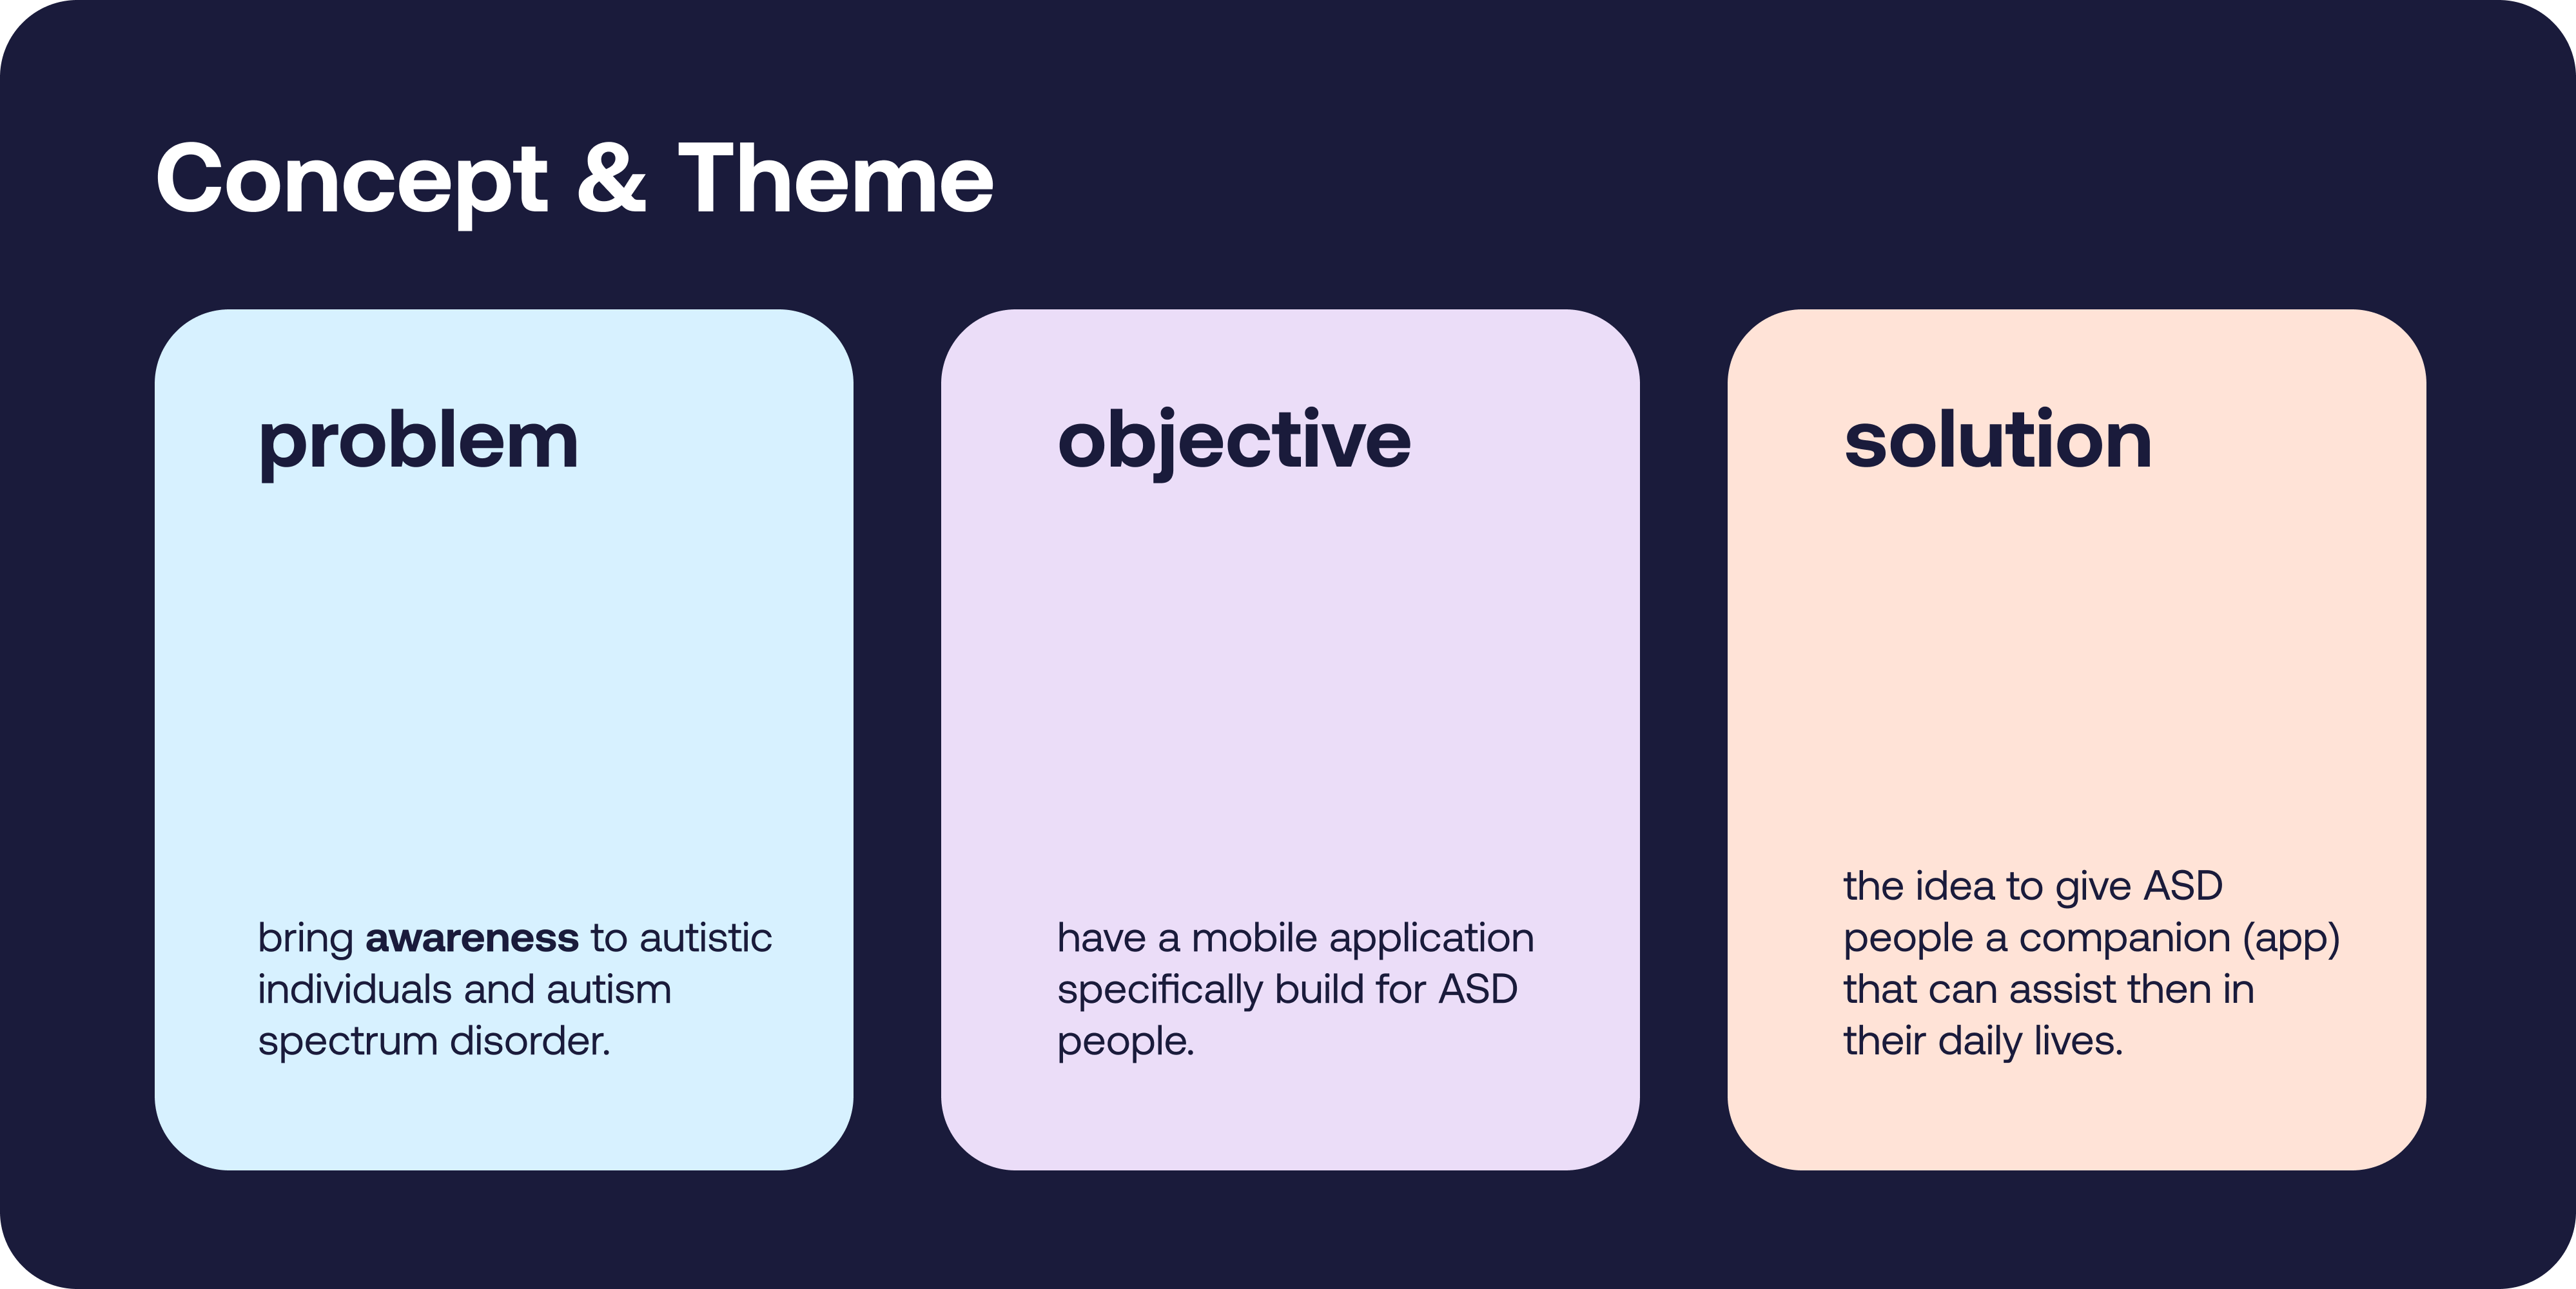 Concept & Theme
problem
bring awareness to autistic
individuals and autism
spectrum disorder.
objective
have a mobile application
specifically build for ASD
people.
solution
the idea to give ASD
people a companion (app)
that can assist then in
their daily lives.